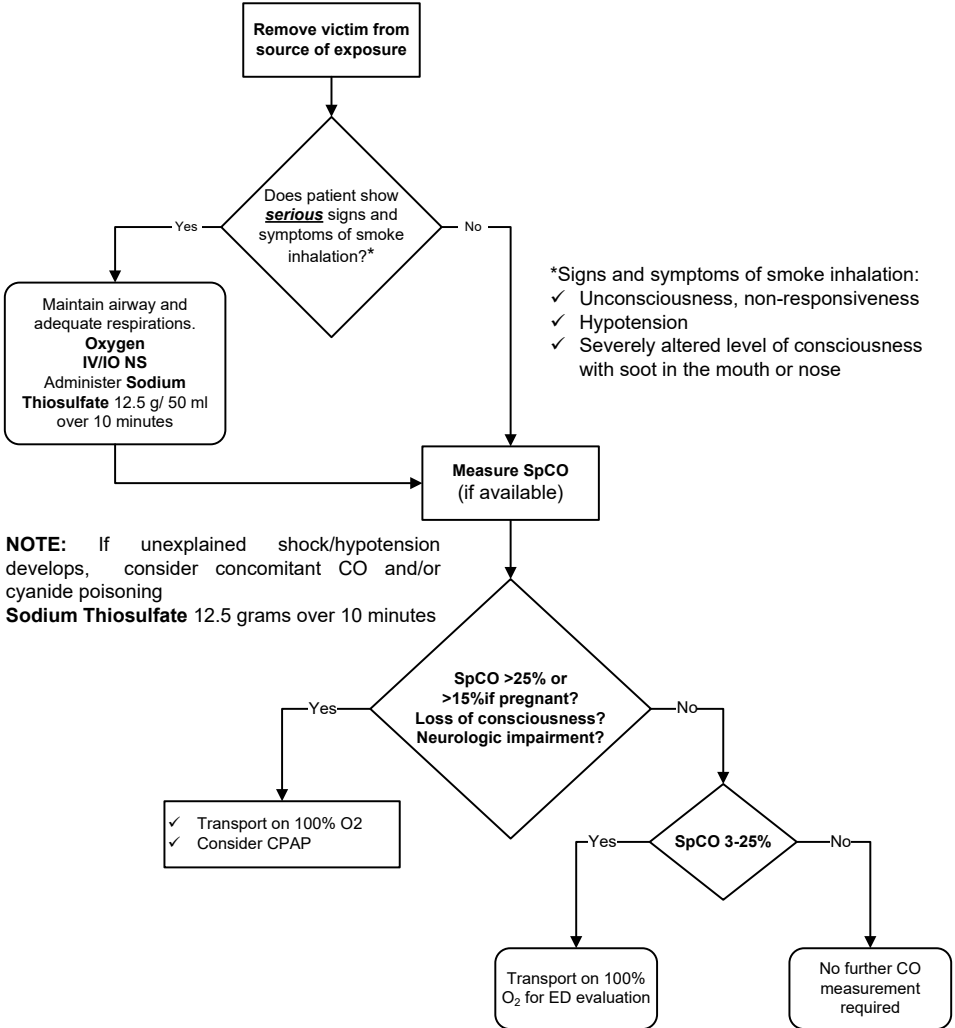 Remove victim from
source of exposure
Does patient show
serious signs and
symptoms of smoke
inhalation?*
Yes
No
Maintain airway and
adequate respirations.
Oxygen
IV/IO NS
Administer Sodium
Thiosulfate 12.5 g/ 50 ml
over 10 minutes
*Signs and symptoms of smoke inhalation:
✓ Unconsciousness, non-responsiveness
✓ Hypotension
✓ Severely altered level of consciousness
with soot in the mouth or nose
Measure SpCO
(if available)
NOTE: If unexplained shock/hypotension
develops, consider concomitant CO and/or
cyanide poisoning
Sodium Thiosulfate 12.5 grams over 10 minutes
SpCO >25% or
>15%if pregnant?
Loss of consciousness?
Neurologic impairment?
Yes
No
✓ Transport on 100% O2
✓ Consider CPAP
SpCO 3-25%
Yes
No
Transport on 100%
O₂ for ED evaluation
No further CO
measurement
required